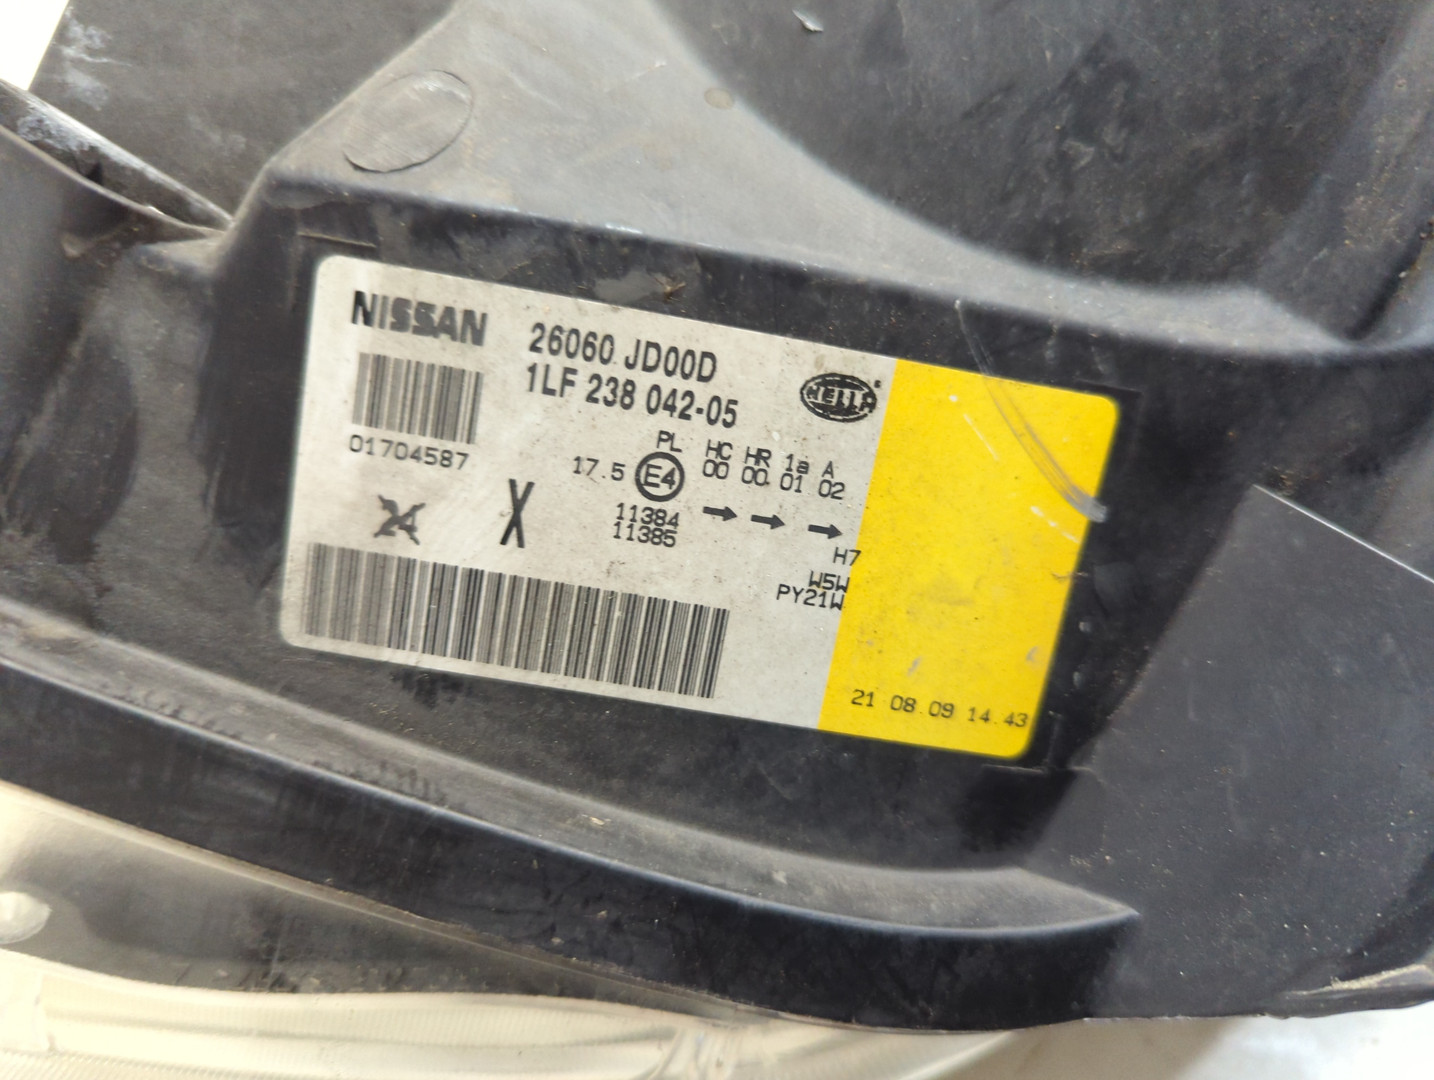 NISSAN
26060 JD00D
1LF 238 042-05
HELLA
01704587
PL HC HR 1a A
17.5 E4 00 00 01 02
11384
11385
24 X
H7
W5W
PY21W
21 08.09 14.43